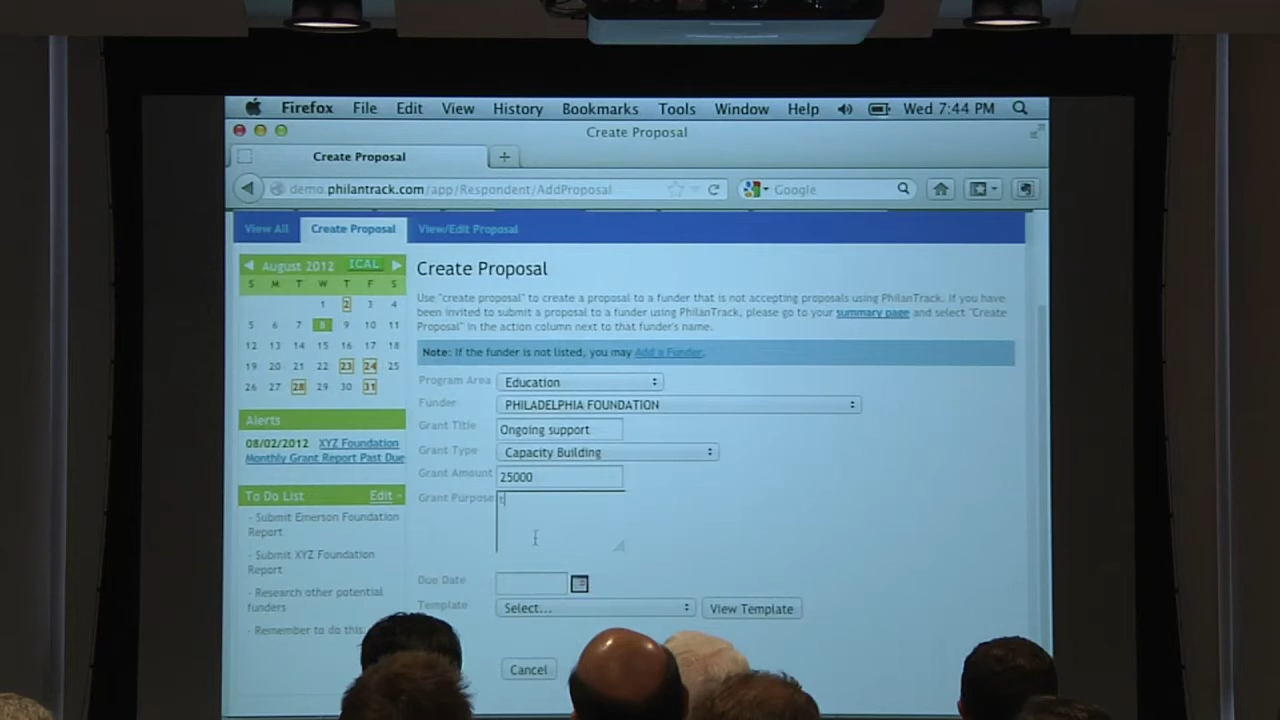 Firefox File Edit View History Bookmarks Tools Window Help Wed 7:44 PM
Create Proposal
Create Proposal
demo.philantrack.com/app/Respondent/AddProposal Google
View All Create Proposal View/Edit Proposal
August 2012 ICAL
S M T W T F S
1 2 3 4
5 6 7 8 9 10 11
12 13 14 15 16 17 18
19 20 21 22 23 24 25
26 27 28 29 30 31
Alerts
08/02/2012 XYZ Foundation
Monthly Grant Report Past Due
To Do List Edit
- Submit Emerson Foundation
Report
- Submit XYZ Foundation
Report
- Research other potential
funders
- Remember to do this.
Create Proposal
Use "create proposal" to create a proposal to a funder that is not accepting proposals using PhilanTrack. If you have
been invited to submit a proposal to a funder using PhilanTrack, please go to your summary page and select "Create
Proposal" in the action column next to that funder's name.
Note: If the funder is not listed, you may Add a Funder.
Program Area Education
Funder: PHILADELPHIA FOUNDATION
Grant Title Ongoing support
Grant Type Capacity Building
Grant Amount 25000
Grant Purpose t
Due Date
Template Select... View Template
Cancel